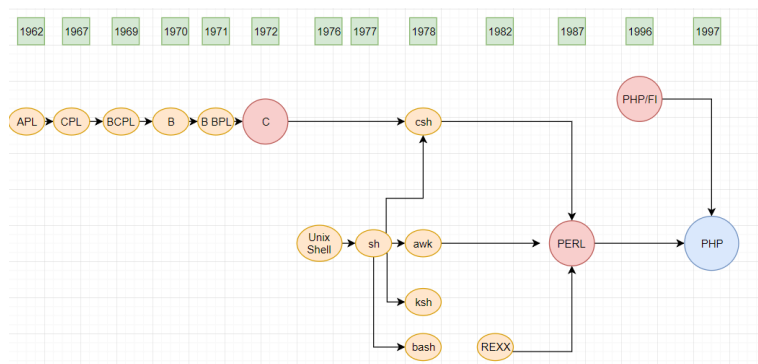 1962
1967
1969
1970
1971
1972
1976
1977
1978
1982
1987
1996
1997
PHP/FI
APL
CPL
BCPL
B
B BPL
C
csh
Unix
Shell
sh
awk
PERL
PHP
ksh
bash
REXX